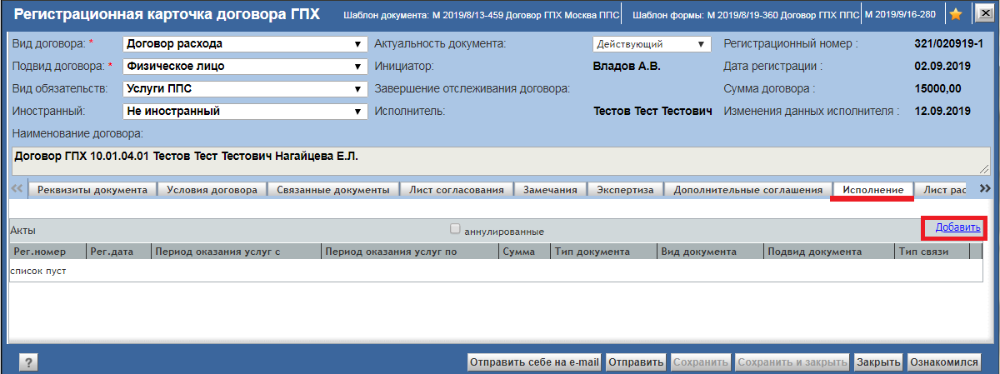 Регистрационная карточка договора ГПХ Шаблон документа: М 2019/8/13-459 Договор ГПХ Москва ППС Шаблон формы: М 2019/8/19-360 Договор ГПХ ППС М 2019/9/16-280
Вид договора: * Договор расхода Актуальность документа: Действующий Регистрационный номер : 321/020919-1
Подвид договора: * Физическое лицо Инициатор: Владов А.В. Дата регистрации : 02.09.2019
Вид обязательств: Услуги ППС Завершение отслеживания договора: Сумма договора : 15000,00
Иностранный: Не иностранный Исполнитель: Тестов Тест Тестович Изменения данных исполнителя : 12.09.2019
Наименование договора:
Договор ГПХ 10.01.04.01 Тестов Тест Тестович Нагайцева Е.Л.
Реквизиты документа Условия договора Связанные документы Лист согласования Замечания Экспертиза Дополнительные соглашения Исполнение Лист рас
Акты аннулированные Добавить
Рег.номер Рег.дата Период оказания услуг с Период оказания услуг по Сумма Тип документа Вид документа Подвид документа Тип связи
список пуст
? Отправить себе на e-mail Отправить Сохранить Сохранить и закрыть Закрыть Ознакомился